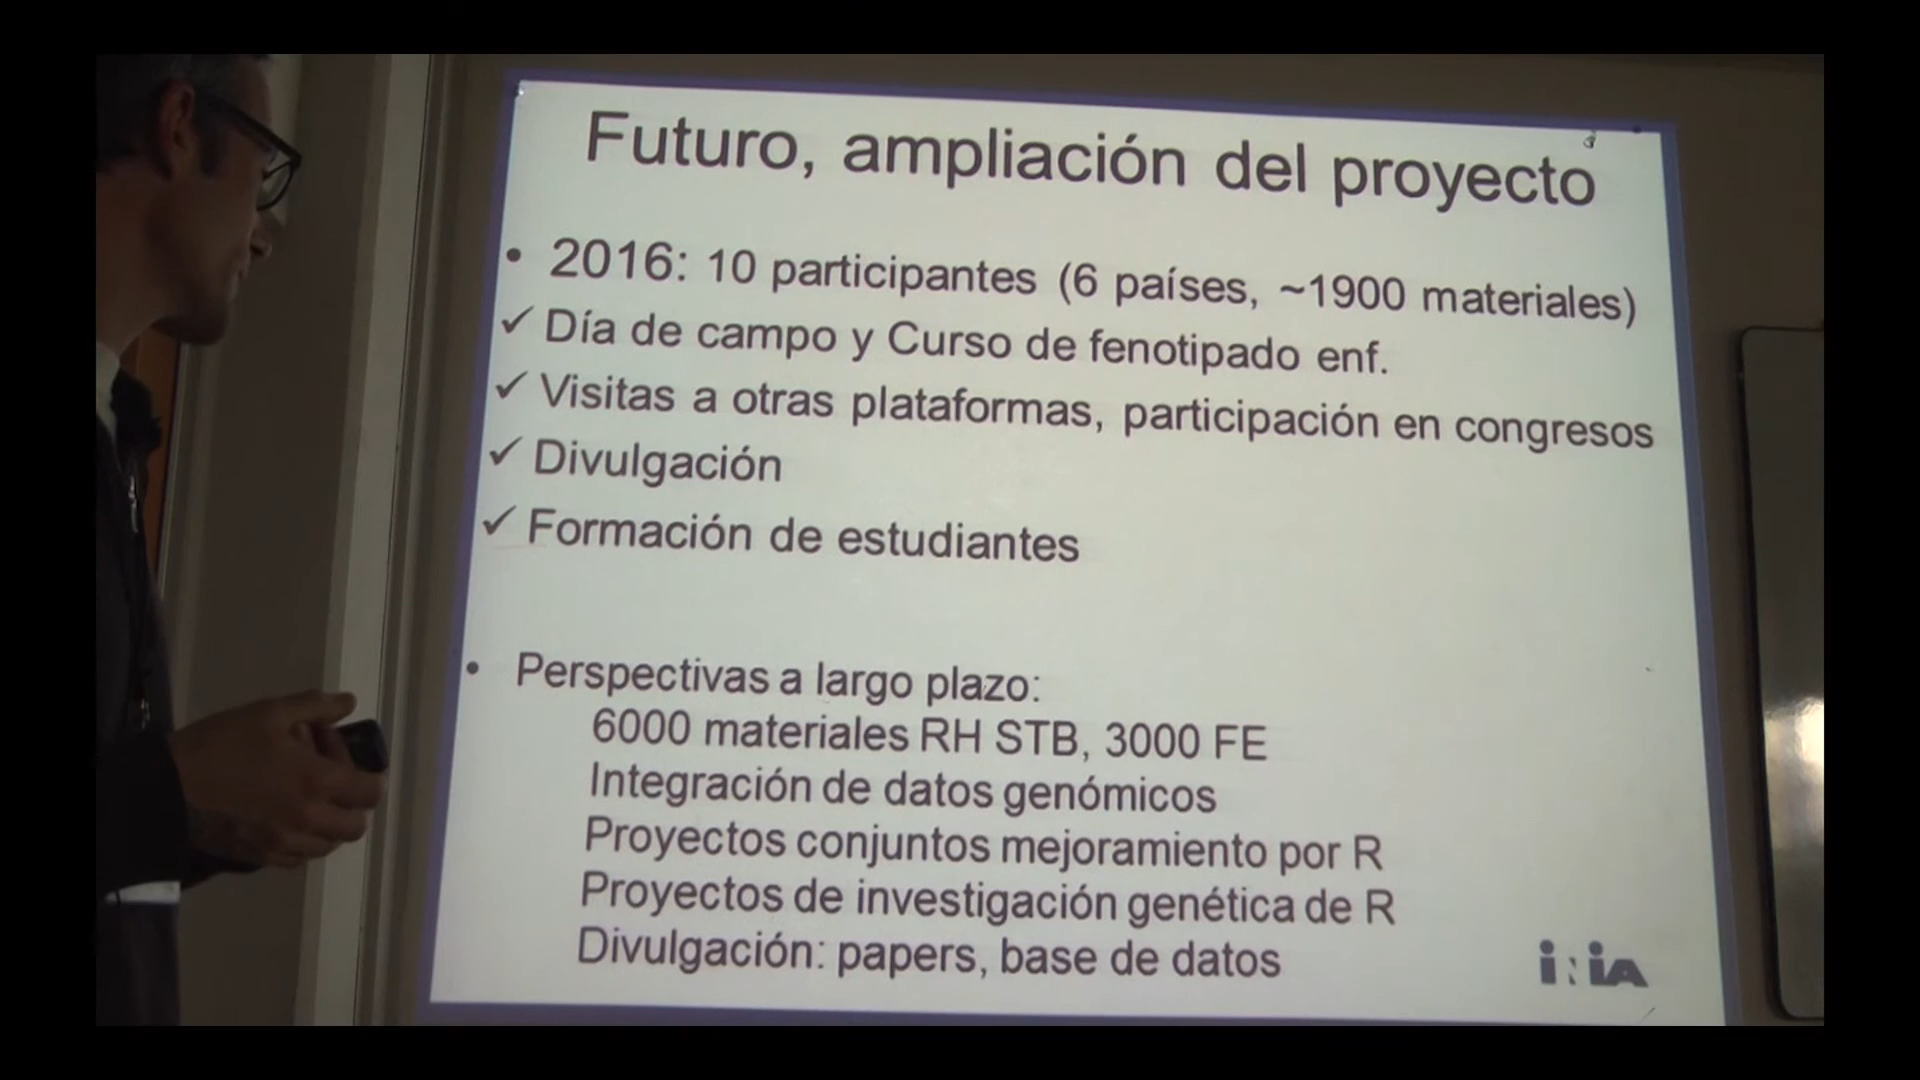 Futuro, ampliación del proyecto
• 2016: 10 participantes (6 países, ~1900 materiales)
✓ Día de campo y Curso de fenotipado enf.
✓ Visitas a otras plataformas, participación en congresos
✓ Divulgación
✓ Formación de estudiantes
• Perspectivas a largo plazo:
6000 materiales RH STB, 3000 FE
Integración de datos genómicos
Proyectos conjuntos mejoramiento por R
Proyectos de investigación genética de R
Divulgación: papers, base de datos
iniA